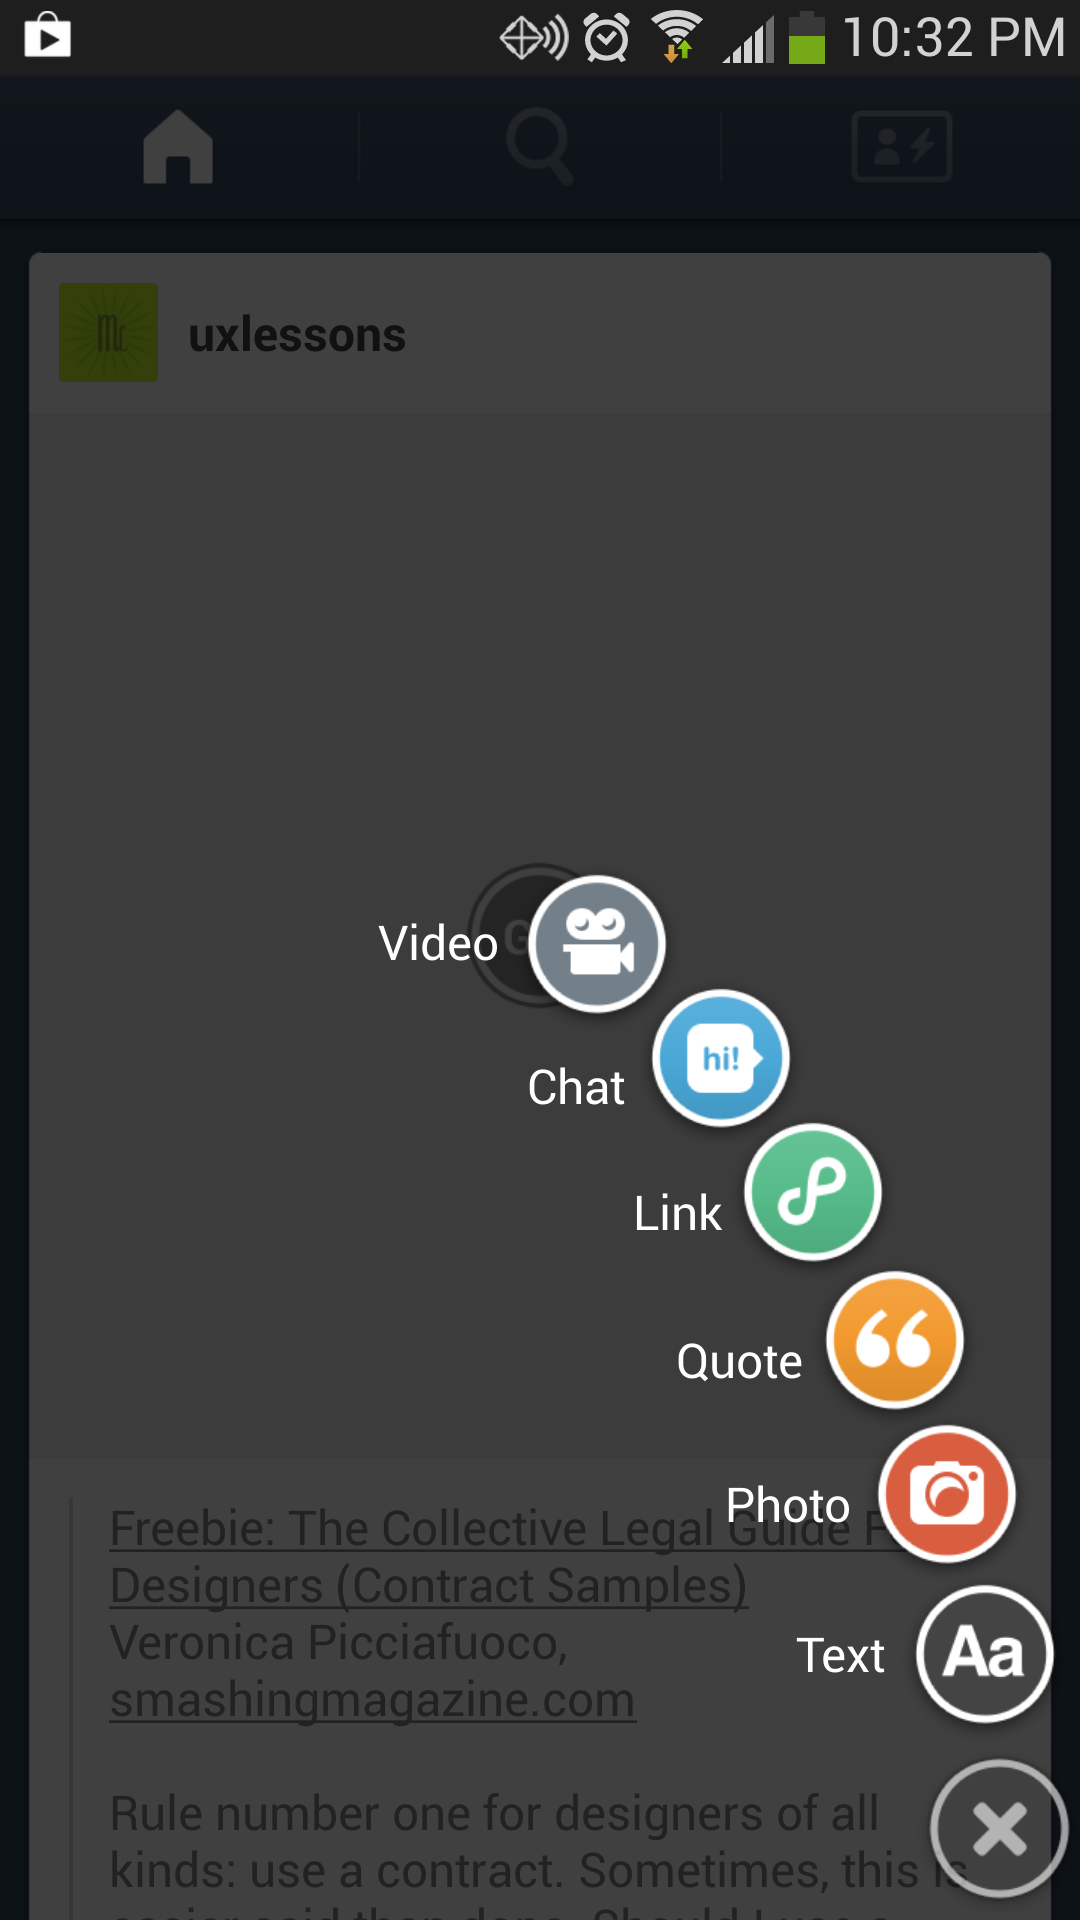 10:32 PM
uxlessons
Video
hi!
Chat
Link
Quote
Photo
Freebie: The Collective Legal Guide F
Designers (Contract Samples)
Veronica Picciafuoco,
smashingmagazine.com
Text
Aa
Rule number one for designers of all
kinds: use a contract. Sometimes, this is